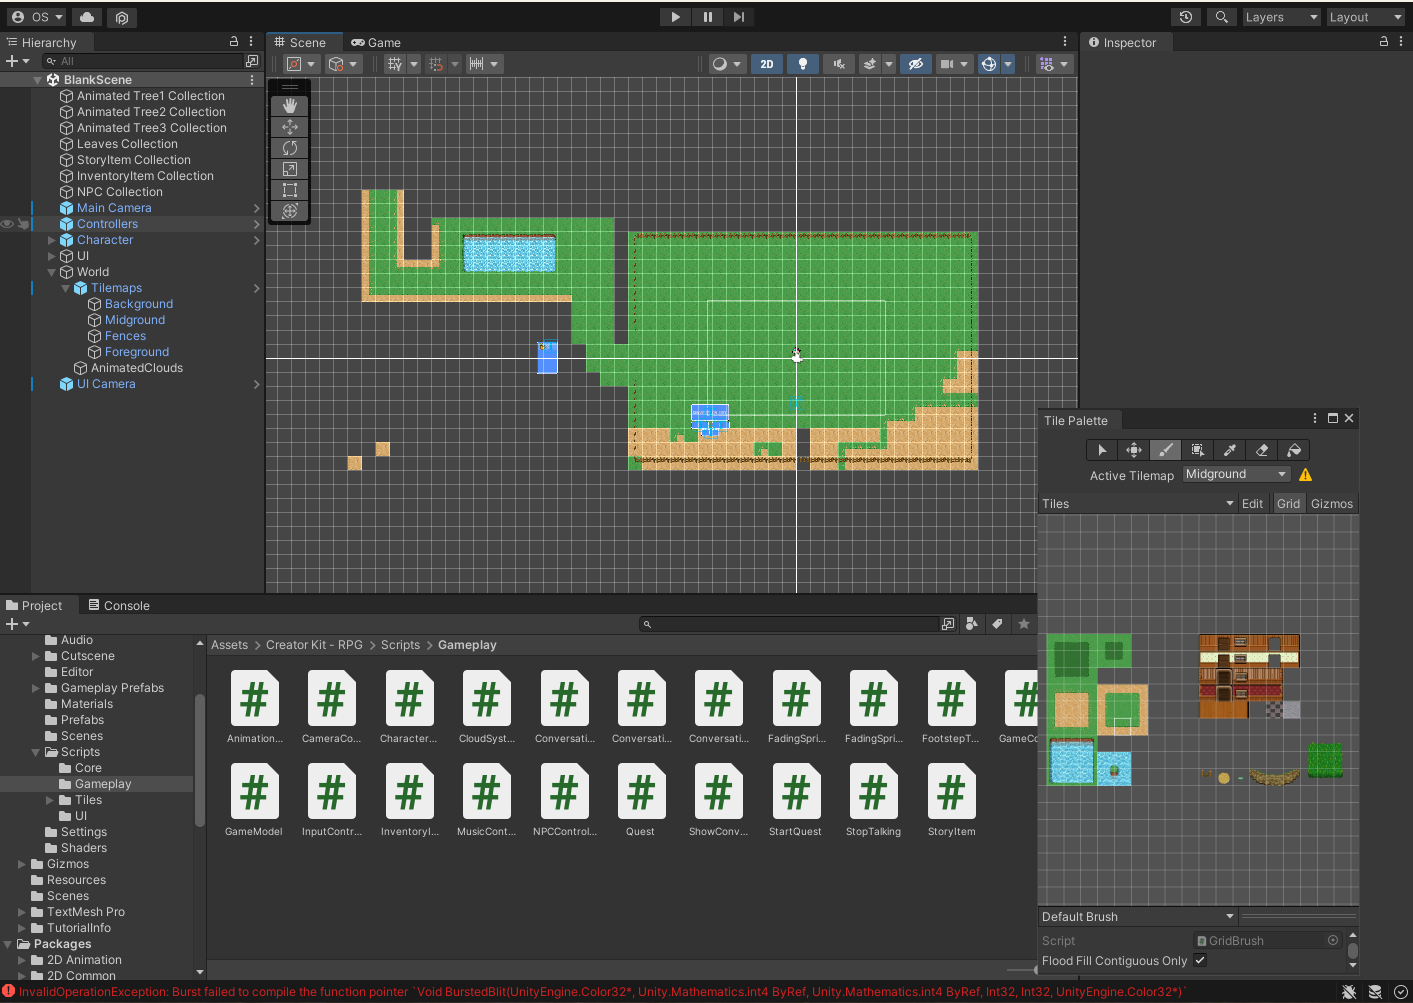 OS
Layers
Layout
Hierarchy
All
BlankScene
Animated Tree1 Collection
Animated Tree2 Collection
Animated Tree3 Collection
Leaves Collection
StoryItem Collection
InventoryItem Collection
NPC Collection
Main Camera
Controllers
Character
UI
World
Tilemaps
Background
Midground
Fences
Foreground
AnimatedClouds
UI Camera
Scene
Game
2D
Inspector
Tile Palette
Active Tilemap
Midground
Tiles
Edit
Grid
Gizmos
Default Brush
Script
GridBrush
Flood Fill Contiguous Only
Project
Console
Audio
Cutscene
Editor
Gameplay Prefabs
Materials
Prefabs
Scenes
Scripts
Core
Gameplay
Tiles
UI
Settings
Shaders
Gizmos
Resources
Scenes
TextMesh Pro
TutorialInfo
Packages
2D Animation
2D Common
Assets > Creator Kit - RPG > Scripts > Gameplay
Animation... CameraCo... Character... CloudSyst... Conversati... Conversati... Conversati... FadingSpri... FadingSpri... FootstepT... GameCo
GameModel InputContr... InventoryI... MusicCont... NPCControl... Quest ShowConv... StartQuest StopTalking StoryItem
InvalidOperationException: Burst failed to compile the function pointer `Void BurstedBlit(UnityEngine.Color32*, Unity.Mathematics.int4 ByRef, Unity.Mathematics.int4 ByRef, Int32, Int32, UnityEngine.Color32*)`